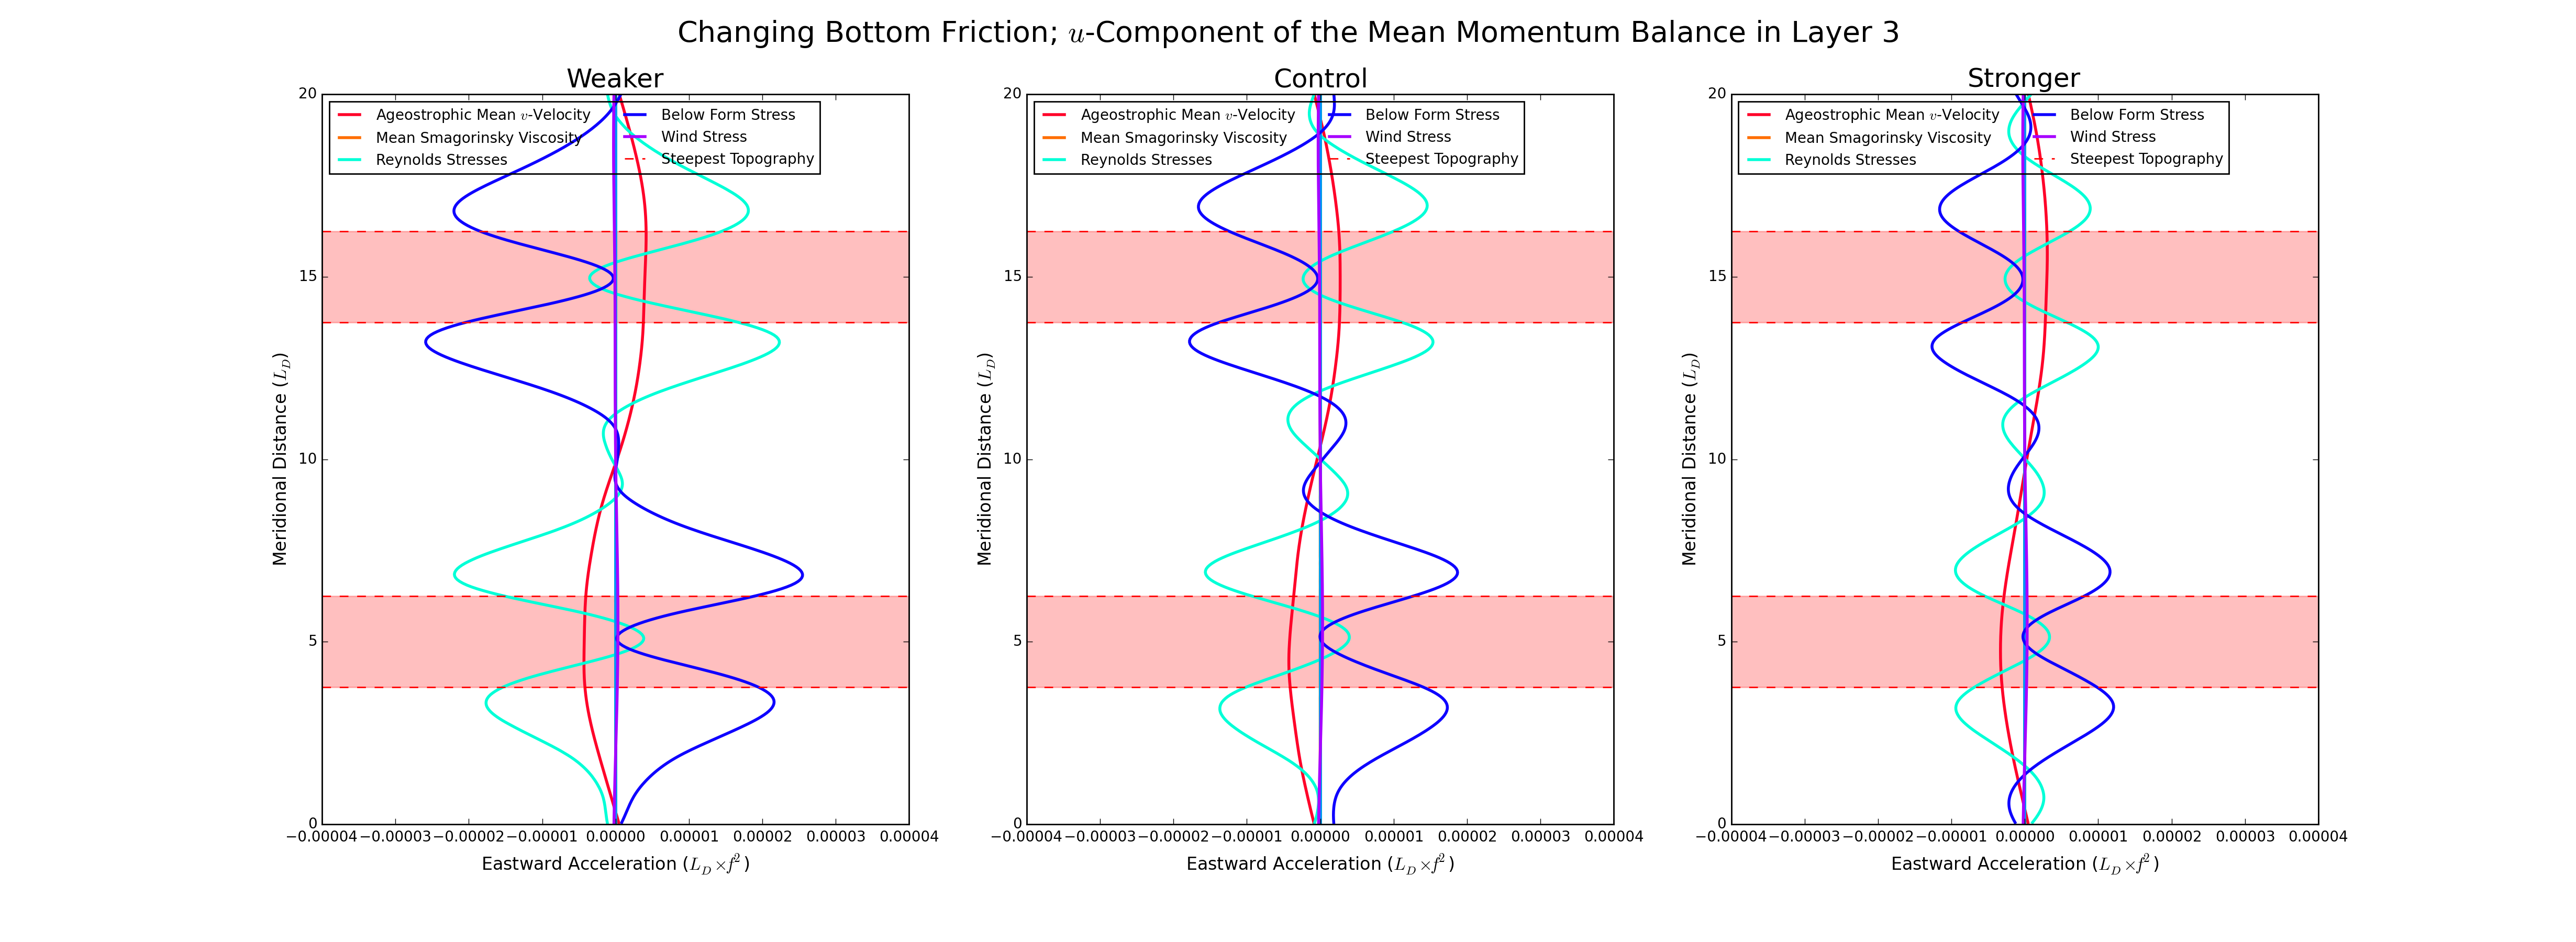 Changing Bottom Friction; u-Component of the Mean Momentum Balance in Layer 3
Weaker
Ageostrophic Mean v-Velocity
Mean Smagorinsky Viscosity
Reynolds Stresses
Below Form Stress
Wind Stress
Steepest Topography
20
15
10
5
0
Meridional Distance (L_D)
−0.00004 −0.00003 −0.00002 −0.00001 0.00000 0.00001 0.00002 0.00003 0.00004
Eastward Acceleration (L_D×f²)
Control
Ageostrophic Mean v-Velocity
Mean Smagorinsky Viscosity
Reynolds Stresses
Below Form Stress
Wind Stress
Steepest Topography
20
15
10
5
0
Meridional Distance (L_D)
−0.00004 −0.00003 −0.00002 −0.00001 0.00000 0.00001 0.00002 0.00003 0.00004
Eastward Acceleration (L_D×f²)
Stronger
Ageostrophic Mean v-Velocity
Mean Smagorinsky Viscosity
Reynolds Stresses
Below Form Stress
Wind Stress
Steepest Topography
20
15
10
5
0
Meridional Distance (L_D)
−0.00004 −0.00003 −0.00002 −0.00001 0.00000 0.00001 0.00002 0.00003 0.00004
Eastward Acceleration (L_D×f²)